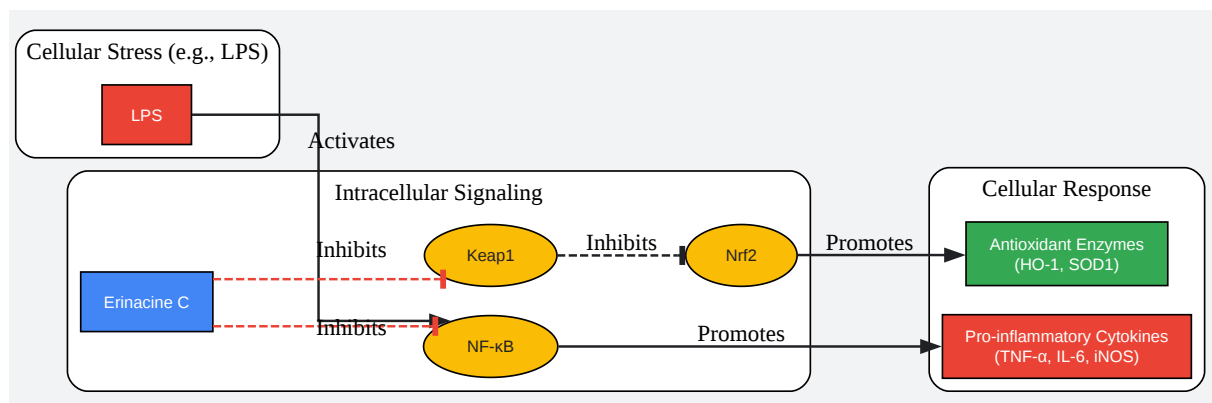 Cellular Stress (e.g., LPS)
LPS
Activates
Intracellular Signaling
Cellular Response
Inhibits
Keap1
Inhibits
Nrf2
Promotes
Antioxidant Enzymes
(HO-1, SOD1)
Erinacine C
Inhibits
NF-κB
Promotes
Pro-inflammatory Cytokines
(TNF-α, IL-6, iNOS)